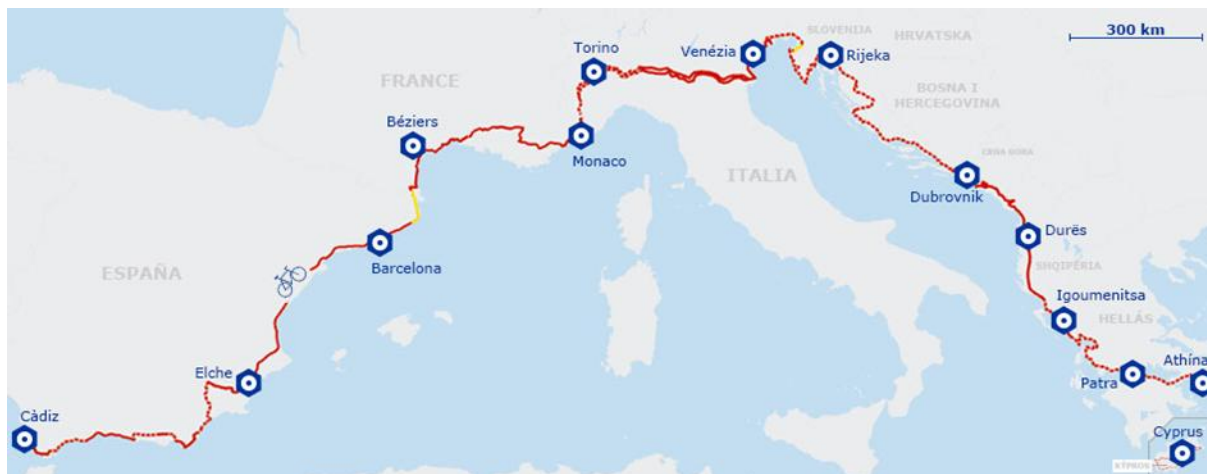 SLOVENIJA
HRVATSKA
300 km
Torino
Venézia
Rijeka
FRANCE
BOSNA I
HERCEGOVINA
Béziers
Monaco
CRNA GORA
ITALIA
Dubrovnik
Durës
Barcelona
ESPAÑA
SHQIPËRIA
Igoumenitsa
HELLÁS
Elche
Athína
Patra
Càdiz
Cyprus
KÝPROS